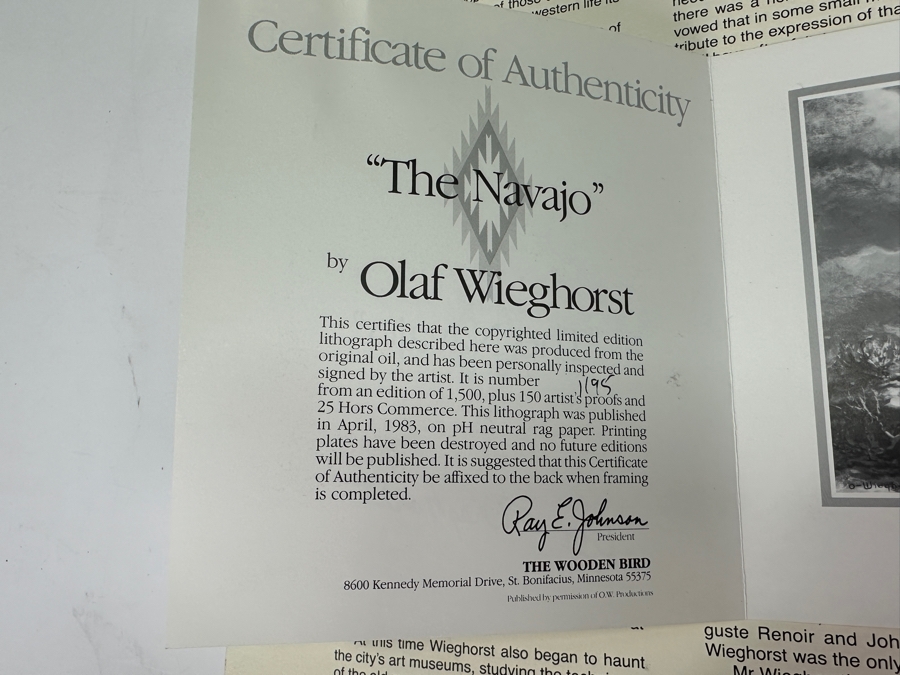 of those
western life
of
there was a
vowed that in some small
tribute to the expression of
Certificate of Authenticity
“The Navajo”
by Olaf Wieghorst
This certifies that the copyrighted limited edition
lithograph described here was produced from the
original oil, and has been personally inspected and
signed by the artist. It is number 1195
from an edition of 1,500, plus 150 artist's proofs and
25 Hors Commerce. This lithograph was published
in April, 1983, on pH neutral rag paper. Printing
plates have been destroyed and no future editions
will be published. It is suggested that this Certificate
of Authenticity be affixed to the back when framing
is completed.
Ray E. Johnson
President
THE WOODEN BIRD
8600 Kennedy Memorial Drive, St. Bonifacius, Minnesota 55375
Published by permission of O.W. Productions
At this time Wieghorst also began to haunt
the city's art museums, studying the
of the old
guste Renoir and Joh
Wieghorst was the only